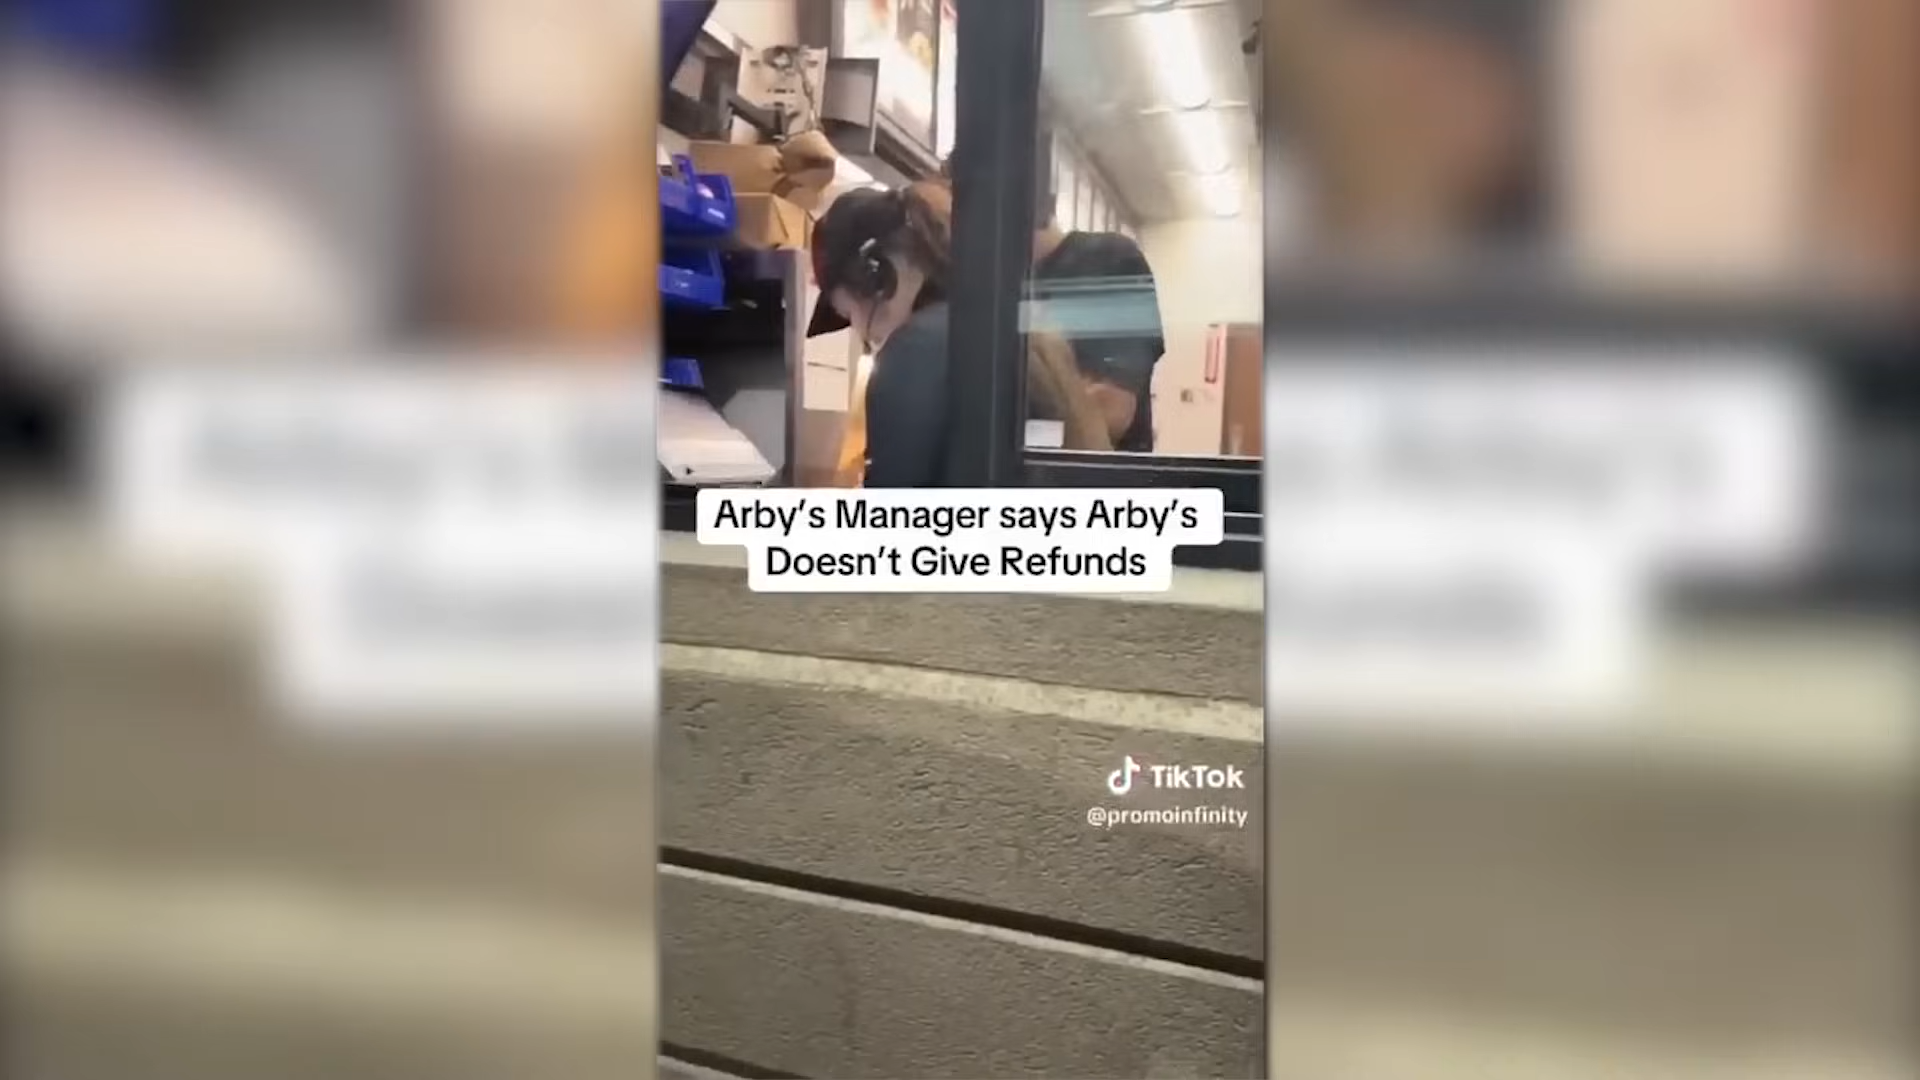 Arby's Manager says Arby's
Doesn't Give Refunds
TikTok
@promoinfinity